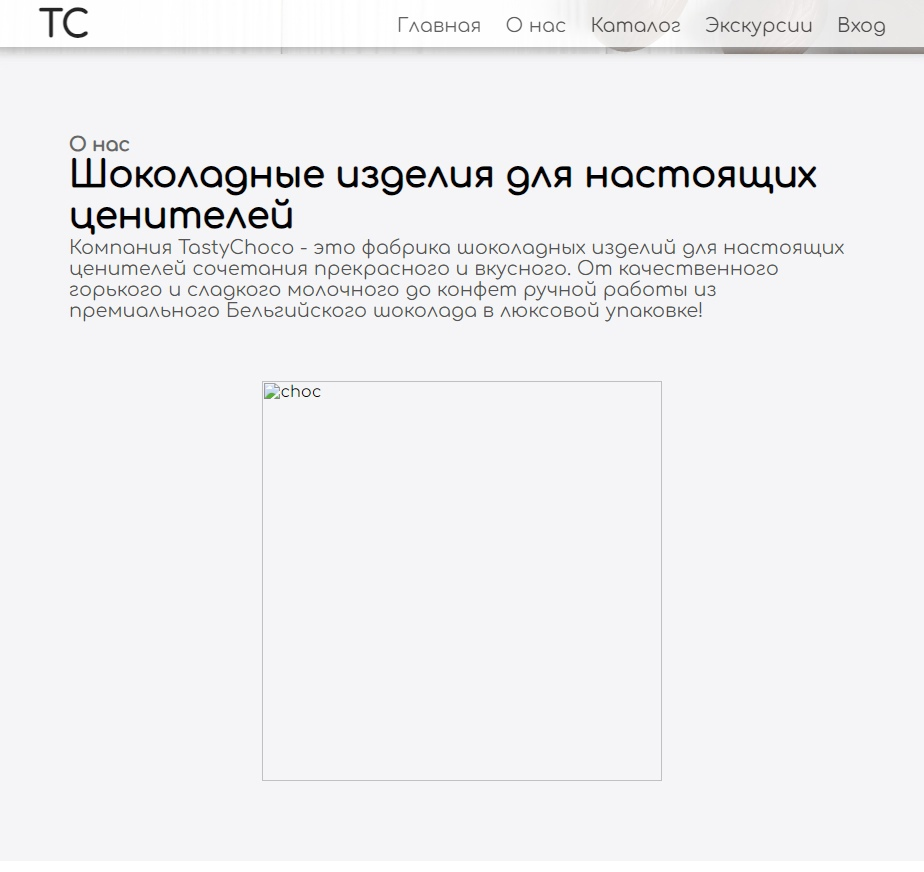 TC
Главная О нас Каталог Экскурсии Вход
О нас
Шоколадные изделия для настоящих
ценителей
Компания TastyChoco - это фабрика шоколадных изделий для настоящих
ценителей сочетания прекрасного и вкусного. От качественного
горького и сладкого молочного до конфет ручной работы из
премиального Бельгийского шоколада в люксовой упаковке!
choc